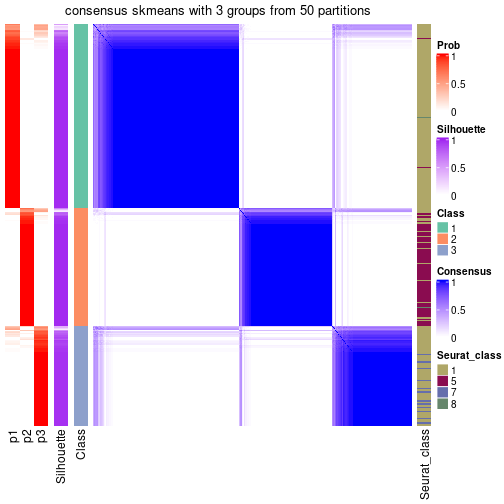 consensus skmeans with 3 groups from 50 partitions
Prob
1
0.5
0
Silhouette
1
0.5
0
Class
1
2
3
Consensus
1
0.5
0
Seurat_class
1
5
7
8
p1
p2
p3
Silhouette
Class
Seurat_class